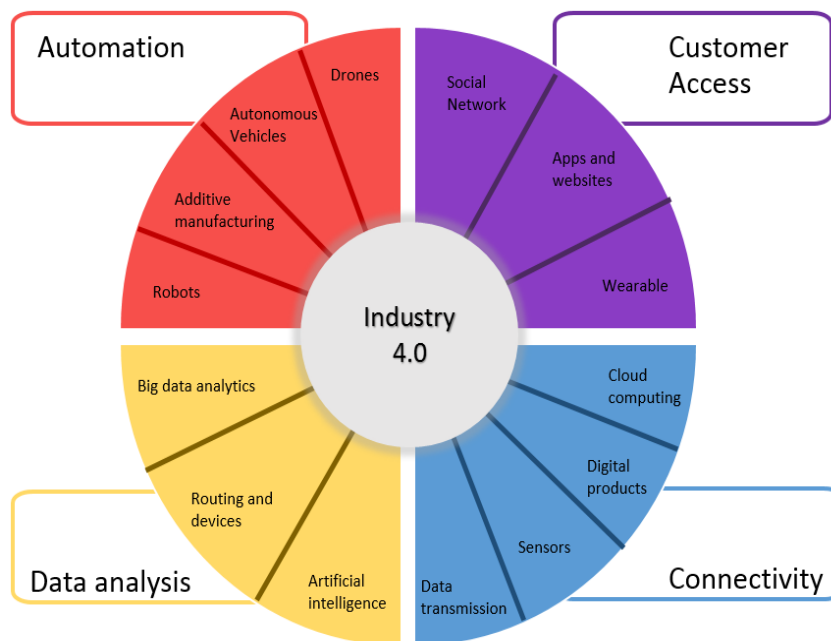 Automation
Customer
Access
Drones
Autonomous
Vehicles
Additive
manufacturing
Robots
Social
Network
Apps and
websites
Wearable
Industry
4.0
Big data analytics
Routing and
devices
Artificial
intelligence
Cloud
computing
Digital
products
Sensors
Data
transmission
Data analysis
Connectivity